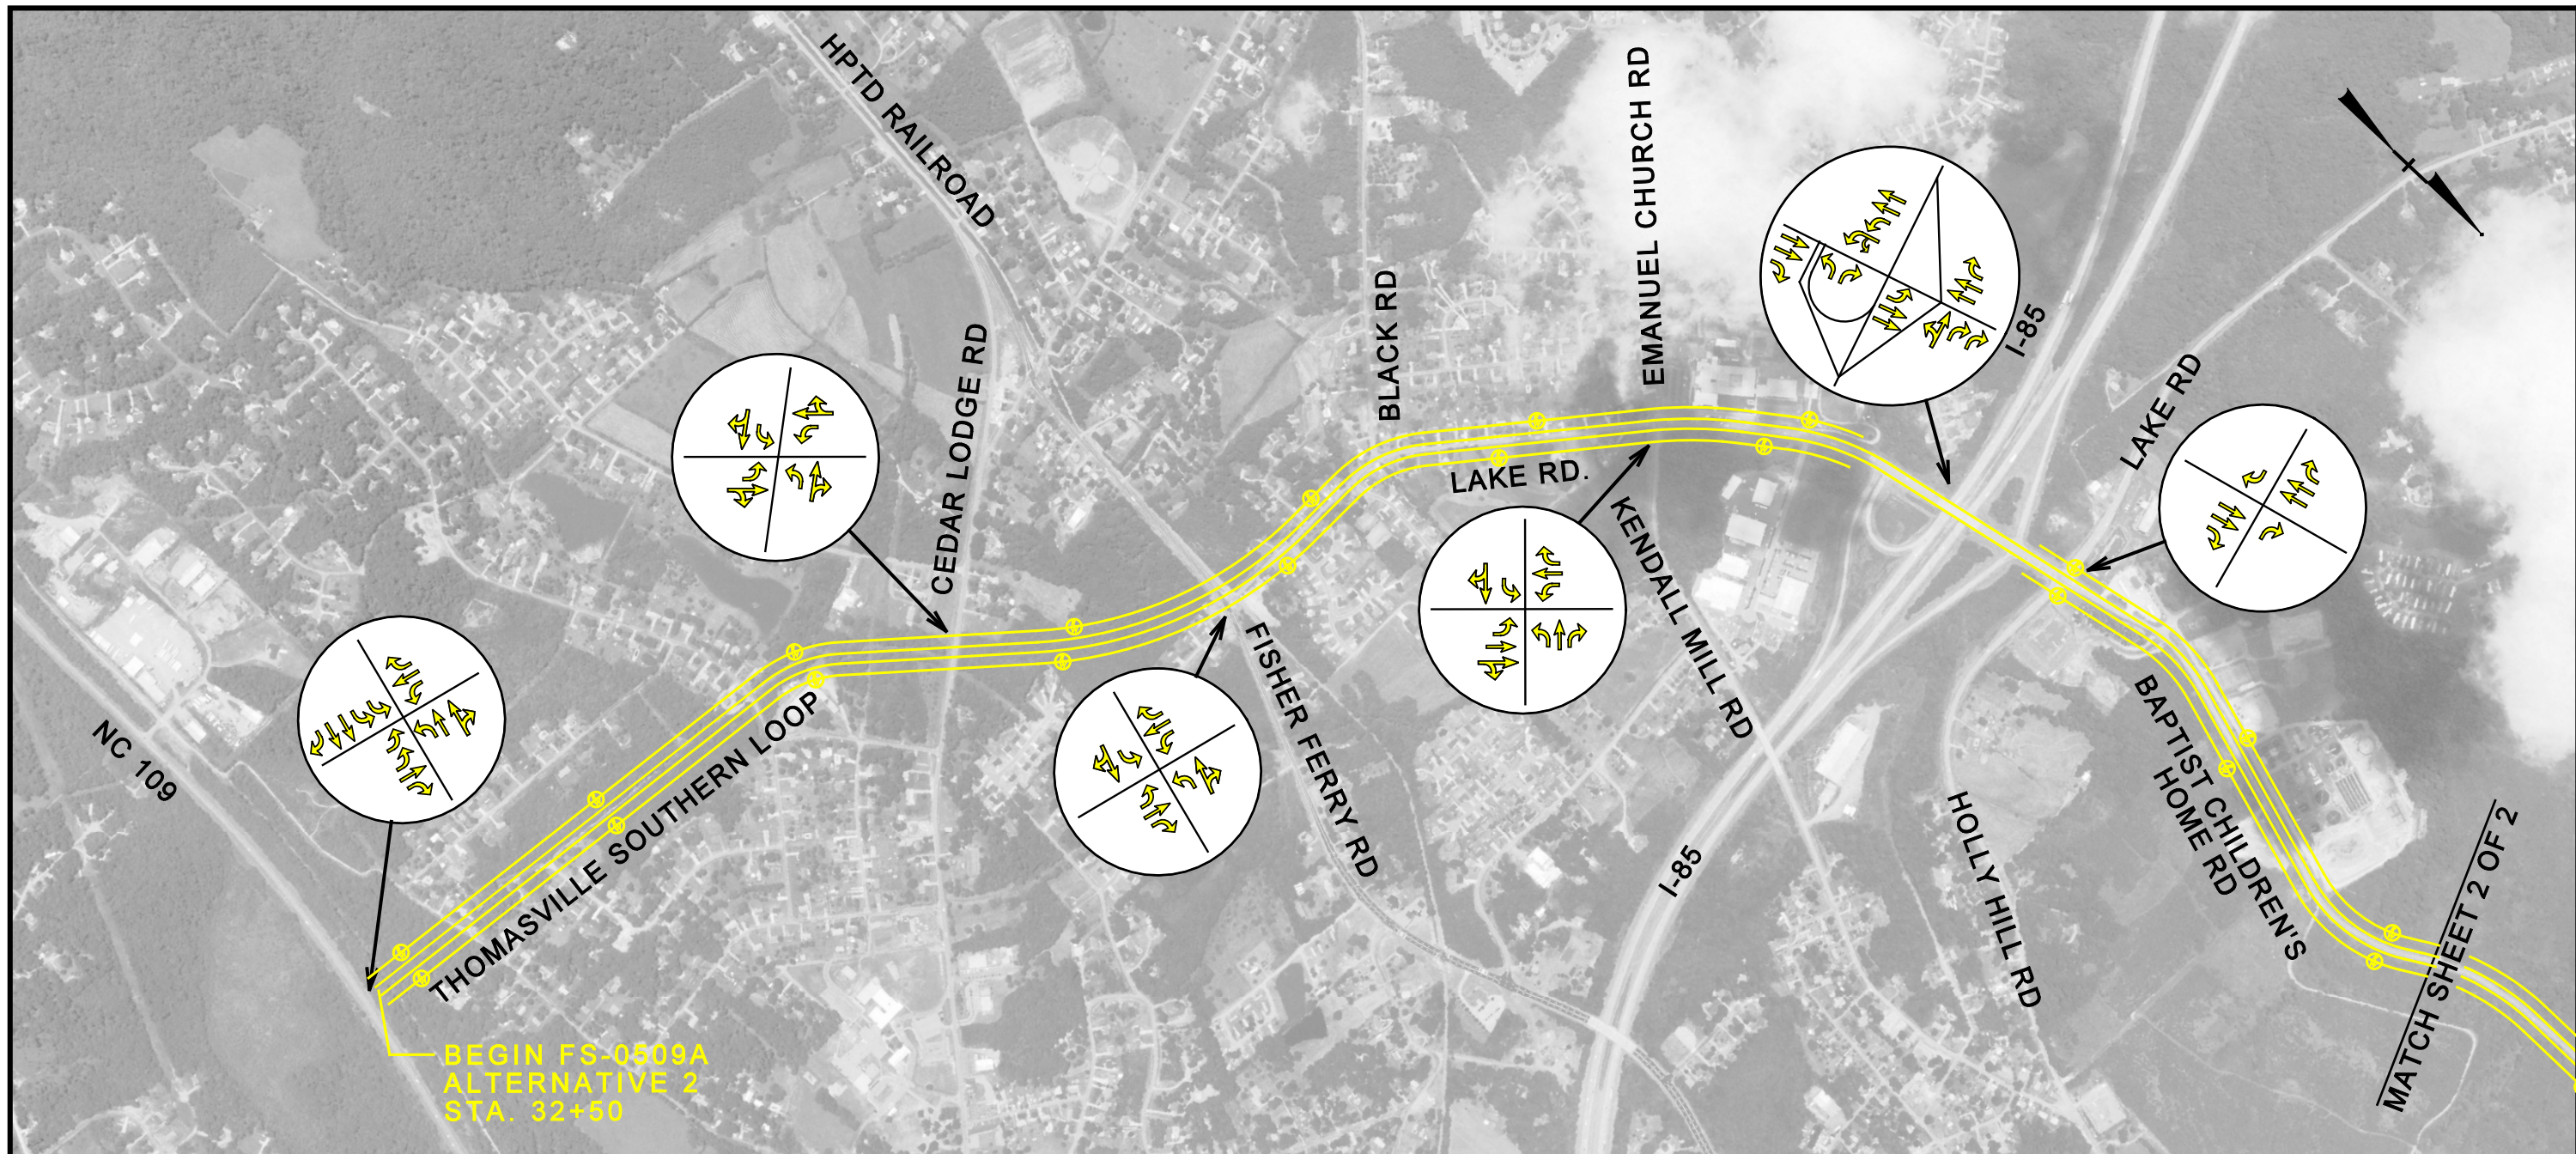 HPTD RAILROAD
CEDAR LODGE RD
BLACK RD
EMANUEL CHURCH RD
I-85
LAKE RD
LAKE RD.
KENDALL MILL RD
FISHER FERRY RD
NC 109
THOMASVILLE SOUTHERN LOOP
I-85
HOLLY HILL RD
BAPTIST CHILDREN'S
HOME RD
MATCH SHEET 2 OF 2
BEGIN FS-0509A
ALTERNATIVE 2
STA. 32+50